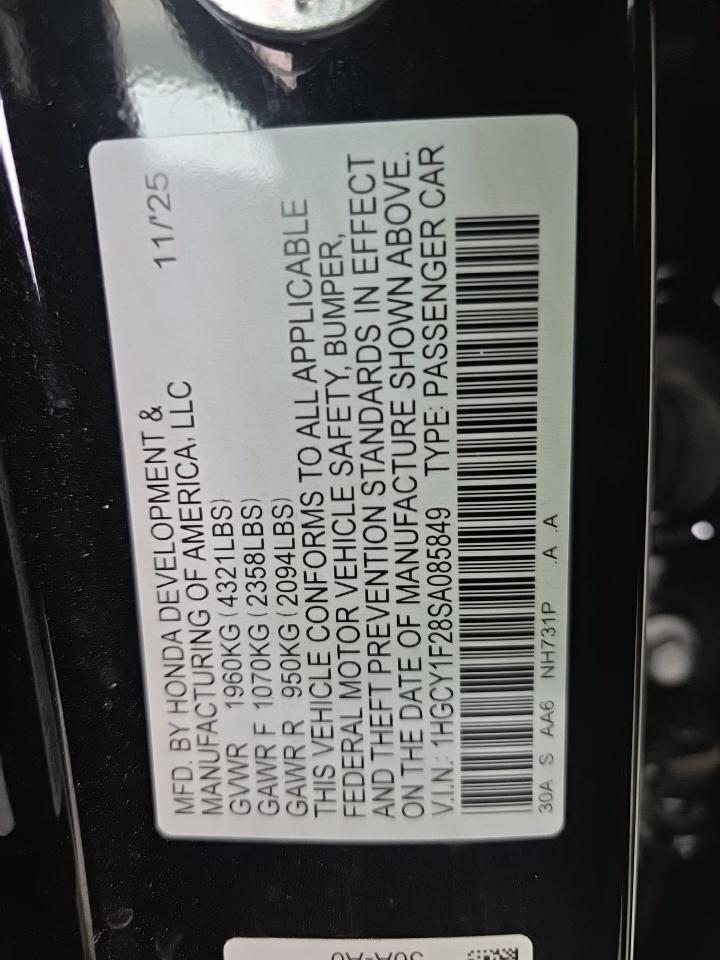 MFD. BY HONDA DEVELOPMENT &
MANUFACTURING OF AMERICA, LLC 11/'25
GVWR 1960KG (4321LBS)
GAWR F 1070KG (2358LBS)
GAWR R 950KG (2094LBS)
THIS VEHICLE CONFORMS TO ALL APPLICABLE
FEDERAL MOTOR VEHICLE SAFETY, BUMPER,
AND THEFT PREVENTION STANDARDS IN EFFECT
ON THE DATE OF MANUFACTURE SHOWN ABOVE.
V.I.N.: 1HGCY1F28SA085849 TYPE: PASSENGER CAR
30A S AA6 NH731P .A .A